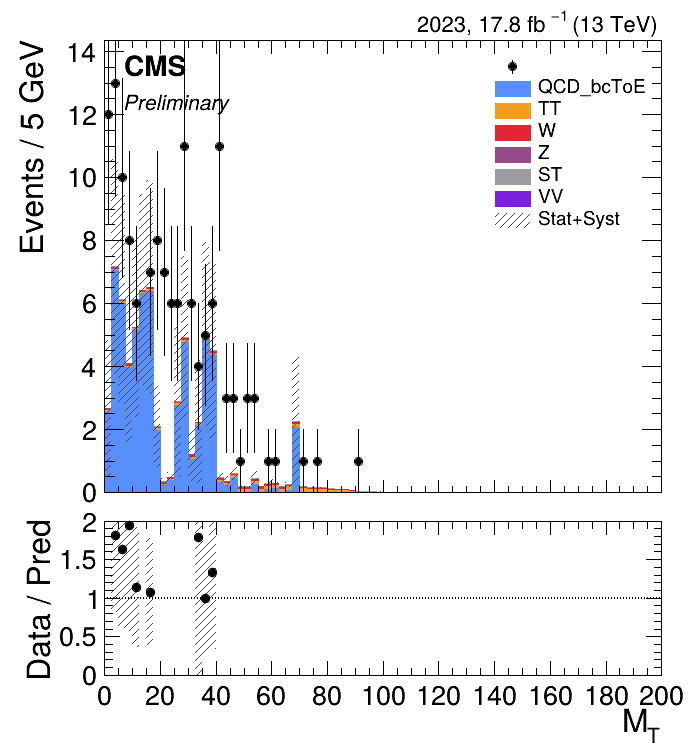 2023, 17.8 fb⁻¹ (13 TeV)
CMS
Preliminary
QCD_bcToE
TT
W
Z
ST
VV
Stat+Syst
Events / 5 GeV
14
12
10
8
6
4
2
0
Data / Pred
2
1.5
1
0.5
0
0 20 40 60 80 100 120 140 160 180 200
M_T